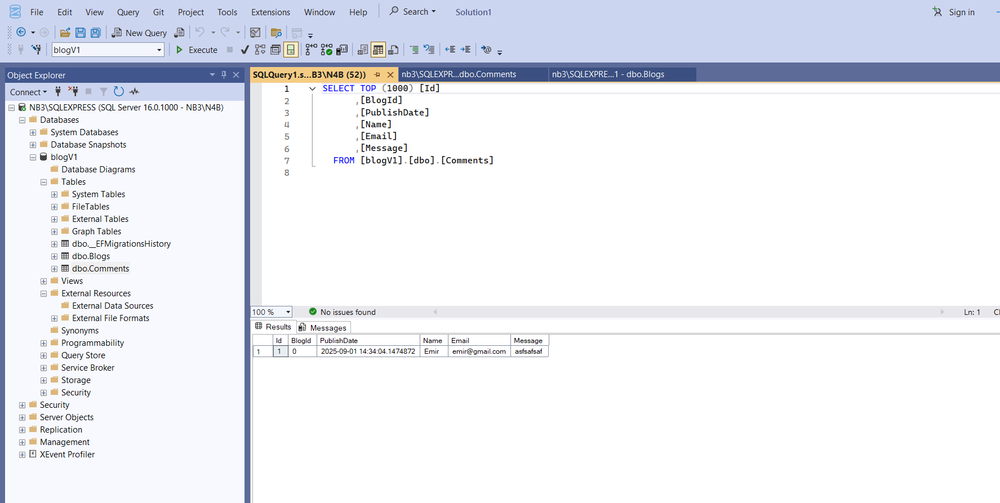 File Edit View Query Git Project Tools Extensions Window Help Search Solution1 Sign in
New Query
blogV1 Execute
Object Explorer
Connect
NB3\SQLEXPRESS (SQL Server 16.0.1000 - NB3\N4B)
Databases
System Databases
Database Snapshots
blogV1
Database Diagrams
Tables
System Tables
FileTables
External Tables
Graph Tables
dbo.__EFMigrationsHistory
dbo.Blogs
dbo.Comments
Views
External Resources
External Data Sources
External File Formats
Synonyms
Programmability
Query Store
Service Broker
Storage
Security
Security
Server Objects
Replication
Management
XEvent Profiler
SQLQuery1.s...B3\N4B (52)) nb3\SQLEXPR...dbo.Comments nb3\SQLEXPRE...1 - dbo.Blogs
1 SELECT TOP (1000) [Id]
2 ,[BlogId]
3 ,[PublishDate]
4 ,[Name]
5 ,[Email]
6 ,[Message]
7 FROM [blogV1].[dbo].[Comments]
8
100 % No issues found Ln: 1
Results Messages
Id BlogId PublishDate Name Email Message
1 1 0 2025-09-01 14:34:04.1474872 Emir emir@gmail.com asfsafsaf